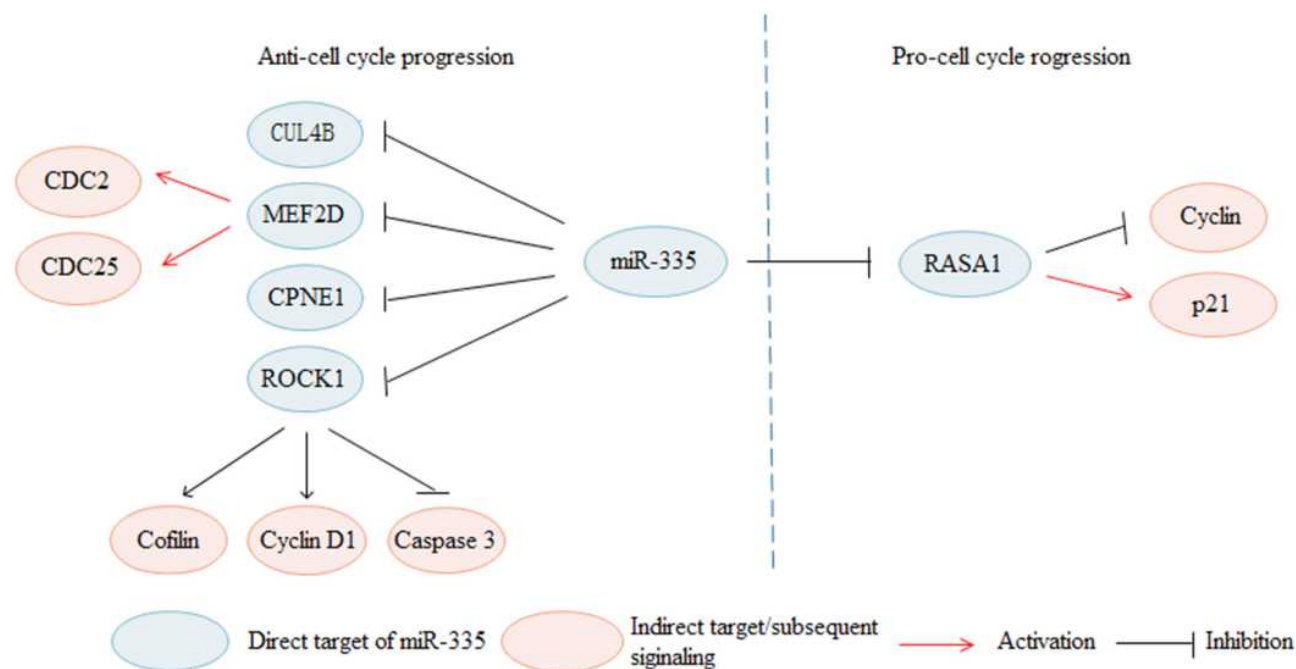 Anti-cell cycle progression
Pro-cell cycle rogression
CUL4B
CDC2
MEF2D
CDC25
CPNE1
ROCK1
miR-335
RASA1
Cyclin
p21
Cofilin
Cyclin D1
Caspase 3
Direct target of miR-335
Indirect target/subsequent
siginaling
Activation
Inhibition